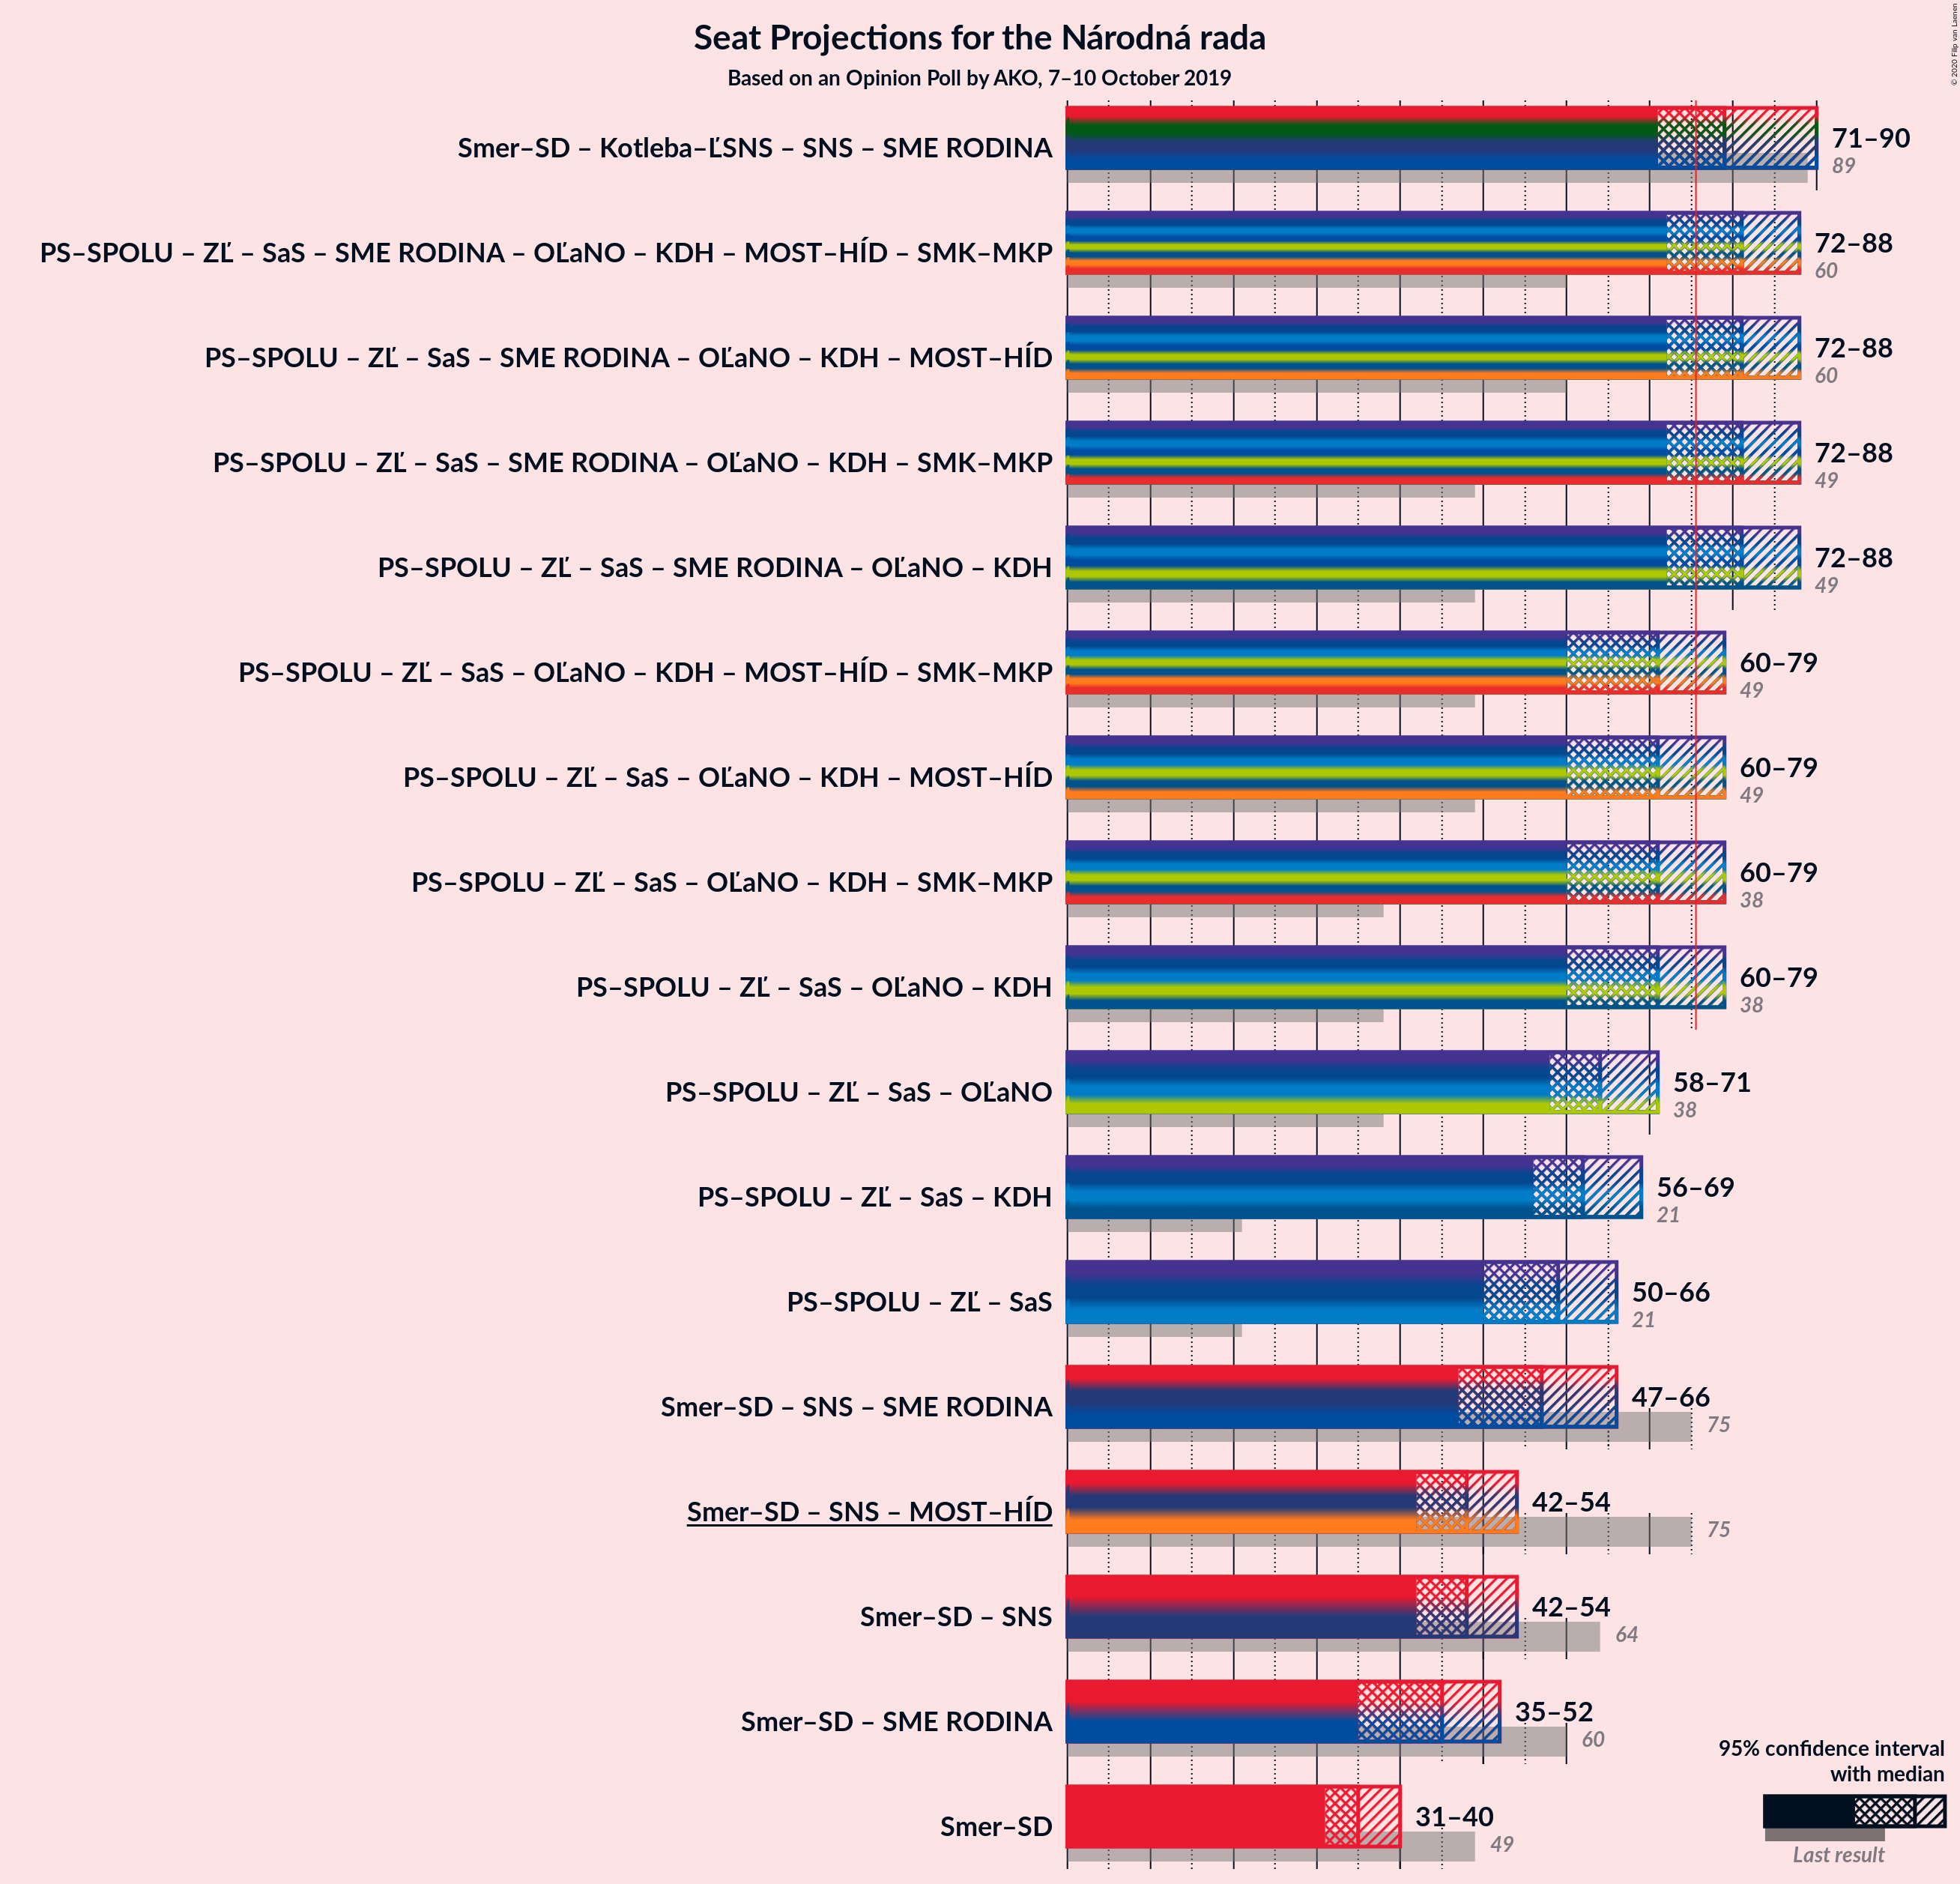 Seat Projections for the Národná rada
Based on an Opinion Poll by AKO, 7–10 October 2019
© 2020 Filip van Laenen
Smer–SD – Kotleba–ĽSNS – SNS – SME RODINA
71–90
89
PS–SPOLU – ZĽ – SaS – SME RODINA – OĽaNO – KDH – MOST–HÍD – SMK–MKP
72–88
60
PS–SPOLU – ZĽ – SaS – SME RODINA – OĽaNO – KDH – MOST–HÍD
72–88
60
PS–SPOLU – ZĽ – SaS – SME RODINA – OĽaNO – KDH – SMK–MKP
72–88
49
PS–SPOLU – ZĽ – SaS – SME RODINA – OĽaNO – KDH
72–88
49
PS–SPOLU – ZĽ – SaS – OĽaNO – KDH – MOST–HÍD – SMK–MKP
60–79
49
PS–SPOLU – ZĽ – SaS – OĽaNO – KDH – MOST–HÍD
60–79
49
PS–SPOLU – ZĽ – SaS – OĽaNO – KDH – SMK–MKP
60–79
38
PS–SPOLU – ZĽ – SaS – OĽaNO – KDH
60–79
38
PS–SPOLU – ZĽ – SaS – OĽaNO
58–71
38
PS–SPOLU – ZĽ – SaS – KDH
56–69
21
PS–SPOLU – ZĽ – SaS
50–66
21
Smer–SD – SNS – SME RODINA
47–66
75
Smer–SD – SNS – MOST–HÍD
42–54
75
Smer–SD – SNS
42–54
64
Smer–SD – SME RODINA
35–52
60
Smer–SD
31–40
49
95% confidence interval
with median
Last result